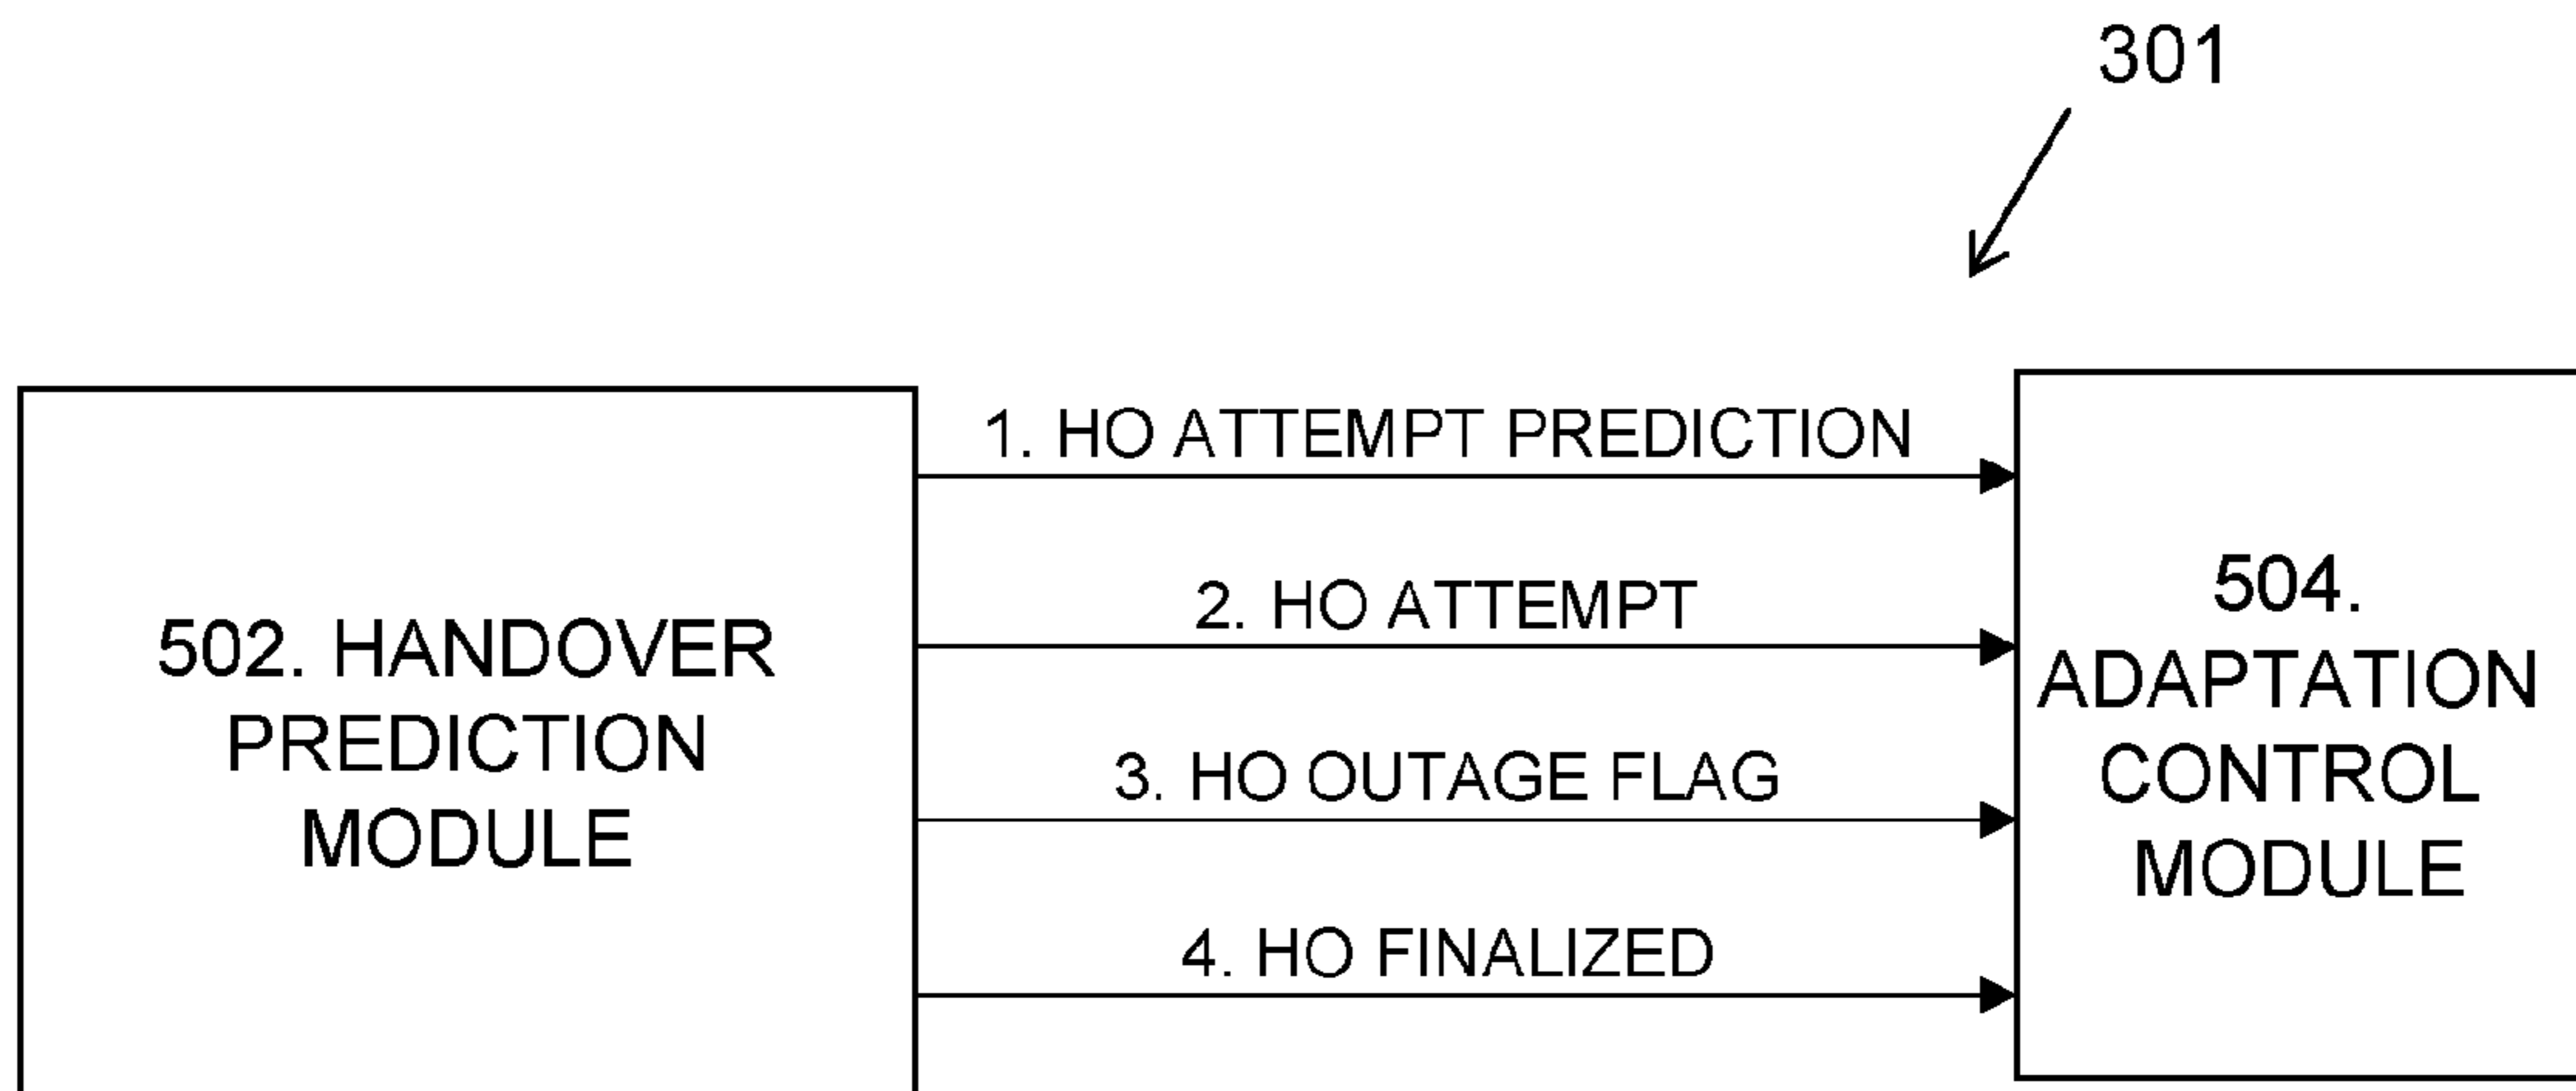 301
1. HO ATTEMPT PREDICTION
2. HO ATTEMPT
3. HO OUTAGE FLAG
4. HO FINALIZED
502. HANDOVER
PREDICTION
MODULE
504.
ADAPTATION
CONTROL
MODULE